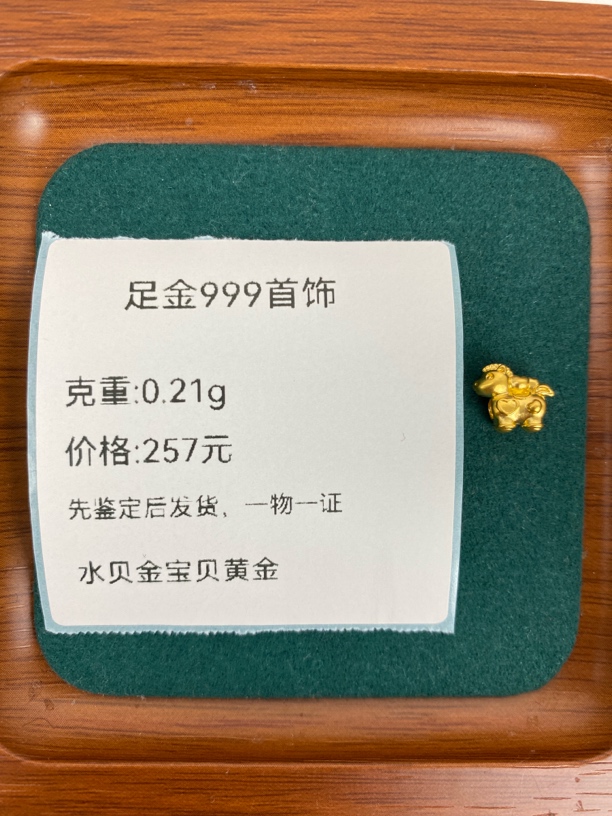 足金999首饰
克重:0.21g
价格:257元
先鉴定后发货，一物一证
水贝金宝贝黄金